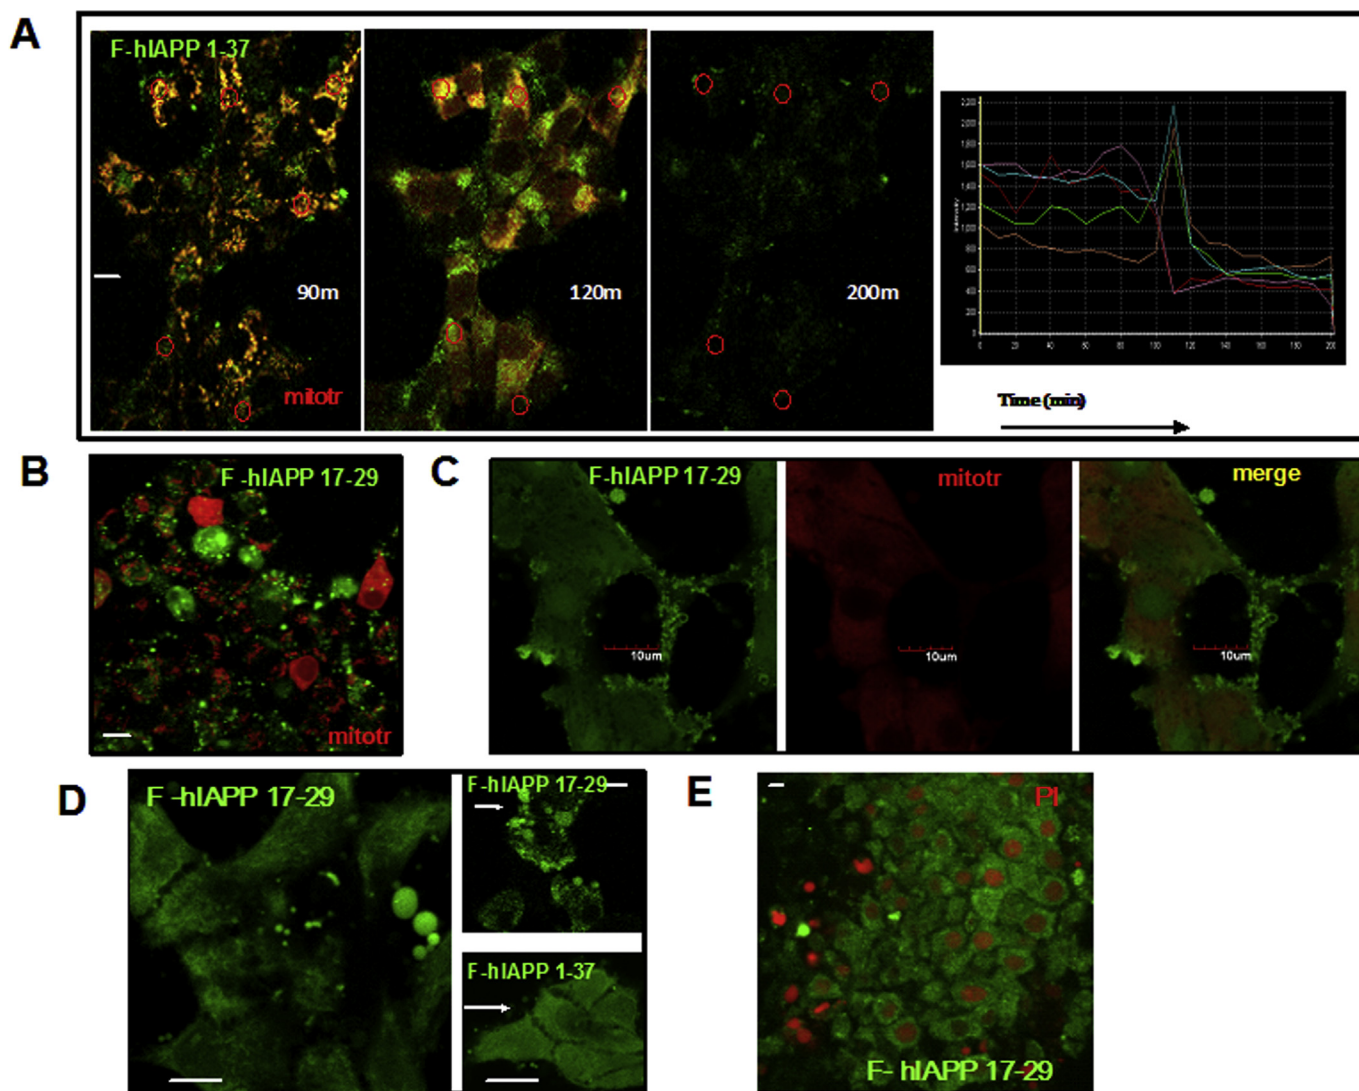 A
F-hIAPP 1-37
90m
mitotr
120m
200m
Time (min)
B
F -hIAPP 17-29
mitotr
C
F-hIAPP 17-29
mitotr
merge
10um
10um
10um
D
F -hIAPP 17-29
F-hIAPP 17-29
F-hIAPP 1-37
E
PI
F- hIAPP 17-29